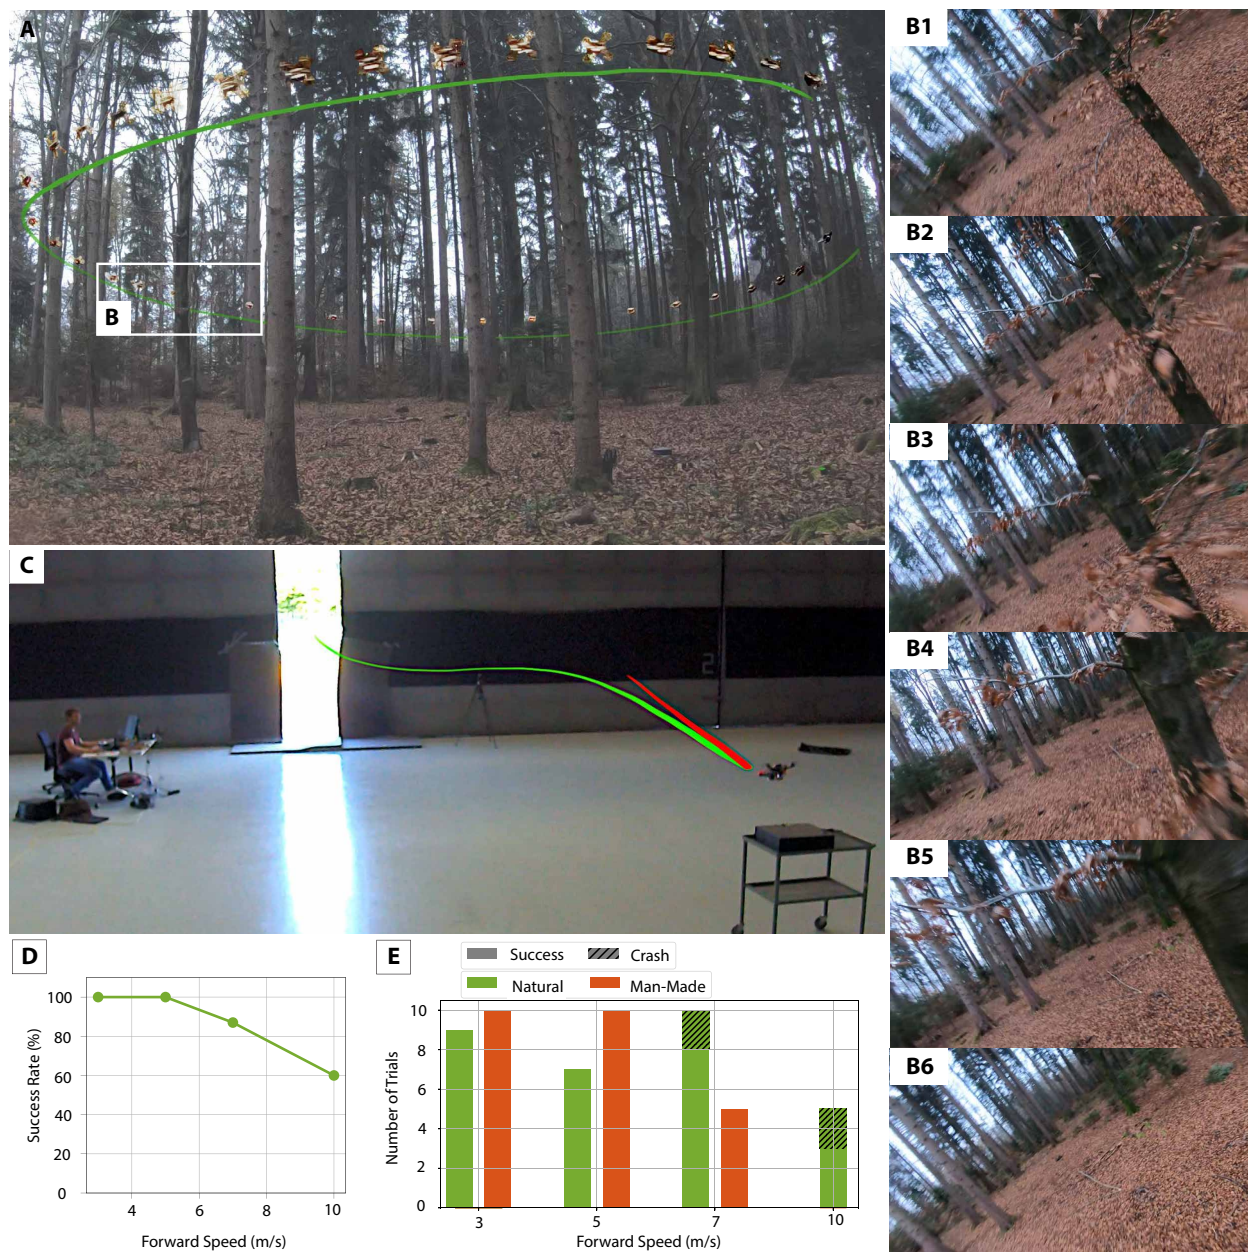 A
B
B1
B2
B3
B4
B5
B6
C
2
D
100
80
60
40
20
0
Success Rate (%)
4 6 8 10
Forward Speed (m/s)
E
Success Crash
Natural Man-Made
10
8
6
4
2
0
Number of Trials
3 5 7 10
Forward Speed (m/s)